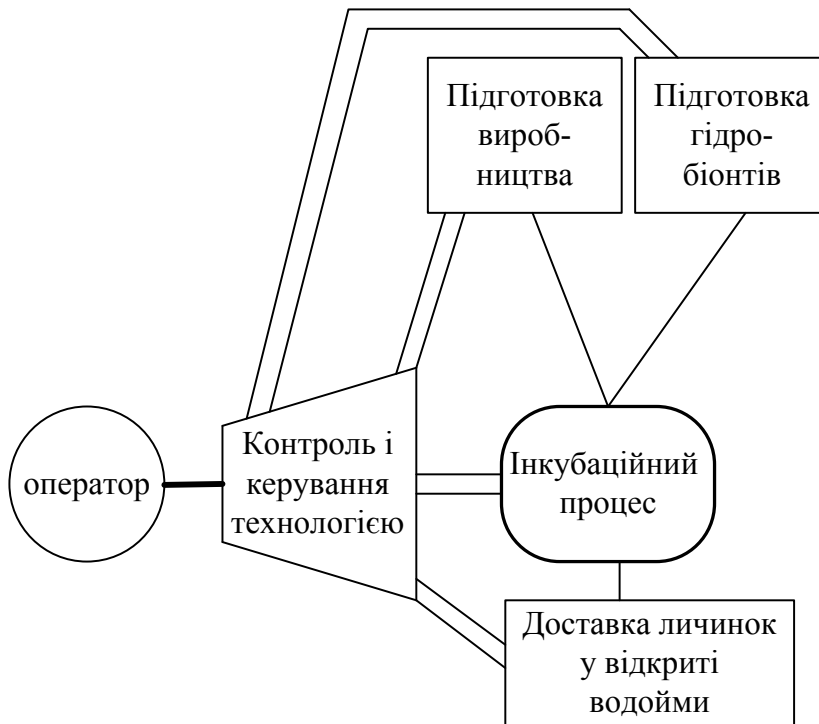 Підготовка
вироб-
ництва
Підготовка
гідро-
біонтів
оператор
Контроль і
керування
технологією
Інкубаційний
процес
Доставка личинок
у відкриті
водойми